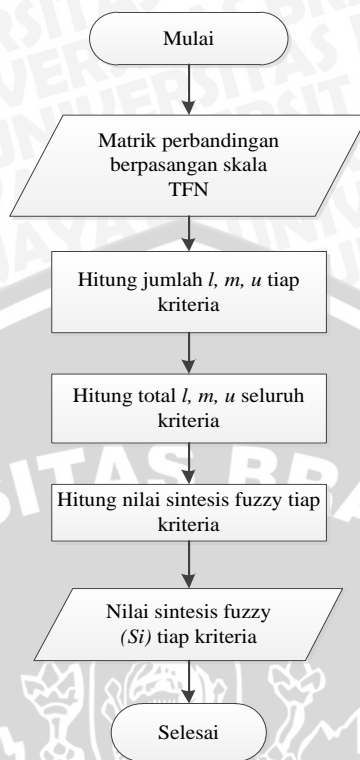 Mulai
Matrik perbandingan
berpasangan skala
TFN
Hitung jumlah l, m, u tiap
kriteria
Hitung total l, m, u seluruh
kriteria
Hitung nilai sintesis fuzzy tiap
kriteria
Nilai sintesis fuzzy
(Si) tiap kriteria
Selesai